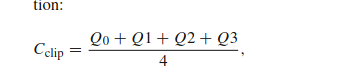 tion:
C_clip = (Q0 + Q1 + Q2 + Q3) / 4 ,